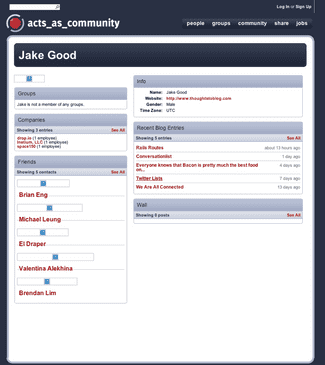 Log In or Sign Up
acts_as_community
people groups community share jobs
Jake Good
Groups
Jake is not a member of any groups.
Companies
Showing 3 entries See All
drop.io (1 employee)
Inetium, LLC (1 employee)
space150 (1 employee)
Friends
Showing 5 contacts See All
Brian Eng
Michael Leung
El Draper
Valentina Alekhina
Brendan Lim
Info
Name: Jake Good
Website: http://www.thoughtsinblog.com
Gender: Male
Time Zone: UTC
Recent Blog Entries
Showing 5 entries See All
Rails Routes about 13 hours ago
Conversationlist 1 day ago
Everyone knows that Bacon is pretty much the best food on... 6 days ago
Twitter Lists 7 days ago
We Are All Connected 13 days ago
Wall
Showing 0 posts See All